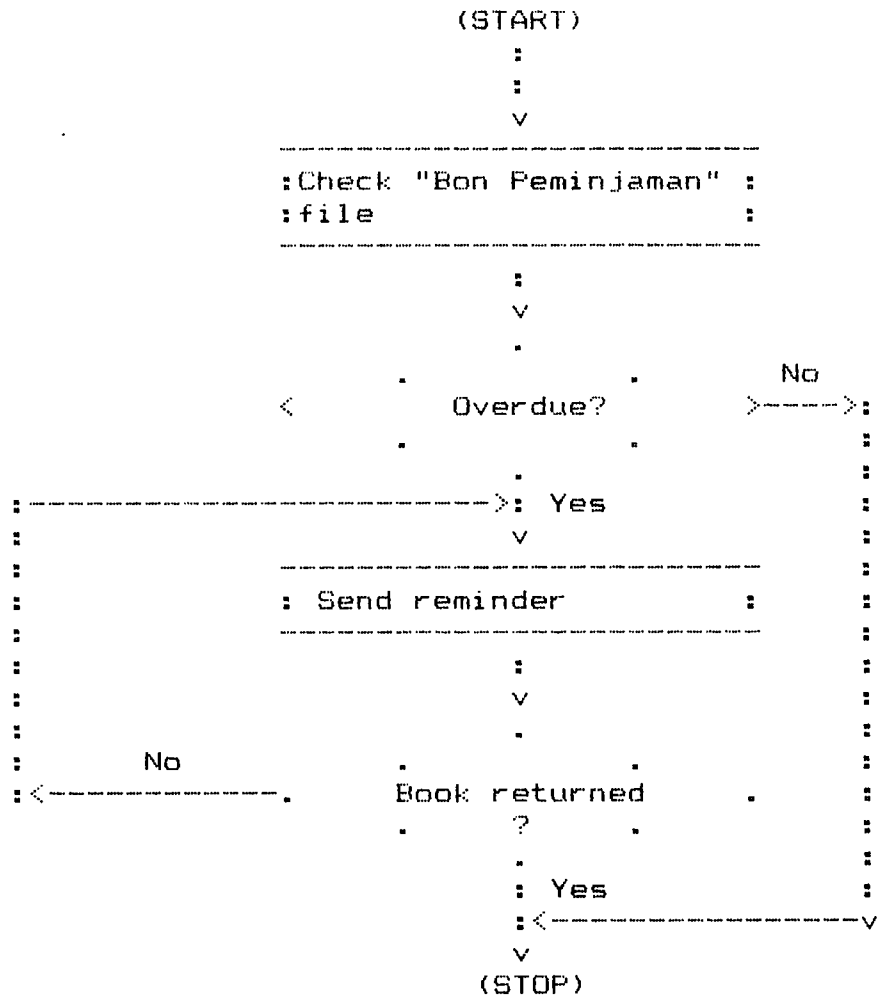 (START)
Check "Bon Peminjaman"
file
No
Overdue?
Yes
Send reminder
No
Book returned
?
Yes
(STOP)